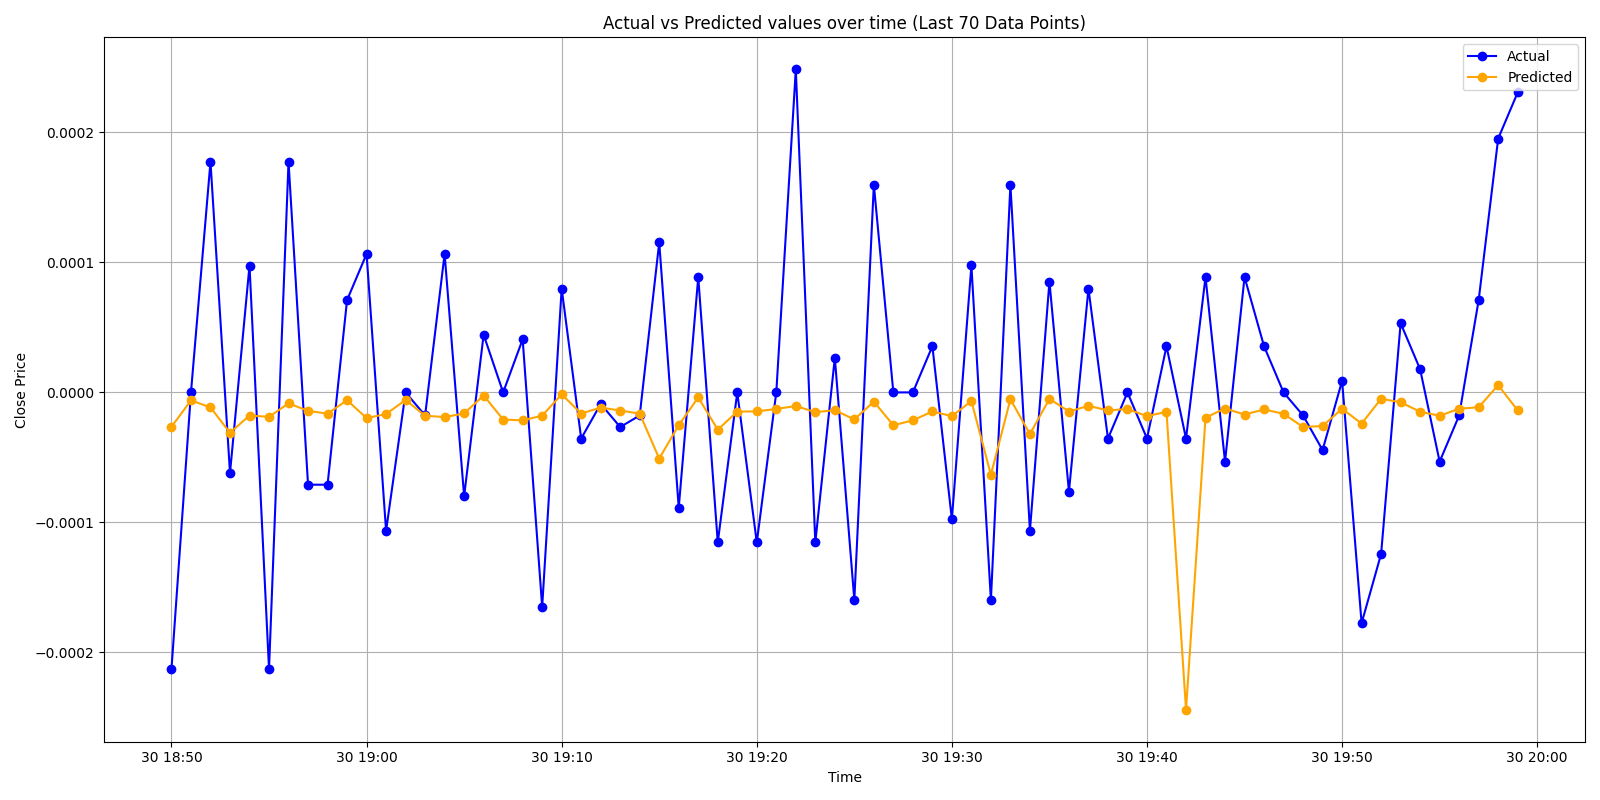 Actual vs Predicted values over time (Last 70 Data Points)
Actual
Predicted
Close Price
0.0002
0.0001
0.0000
−0.0001
−0.0002
30 18:50
30 19:00
30 19:10
30 19:20
30 19:30
30 19:40
30 19:50
30 20:00
Time